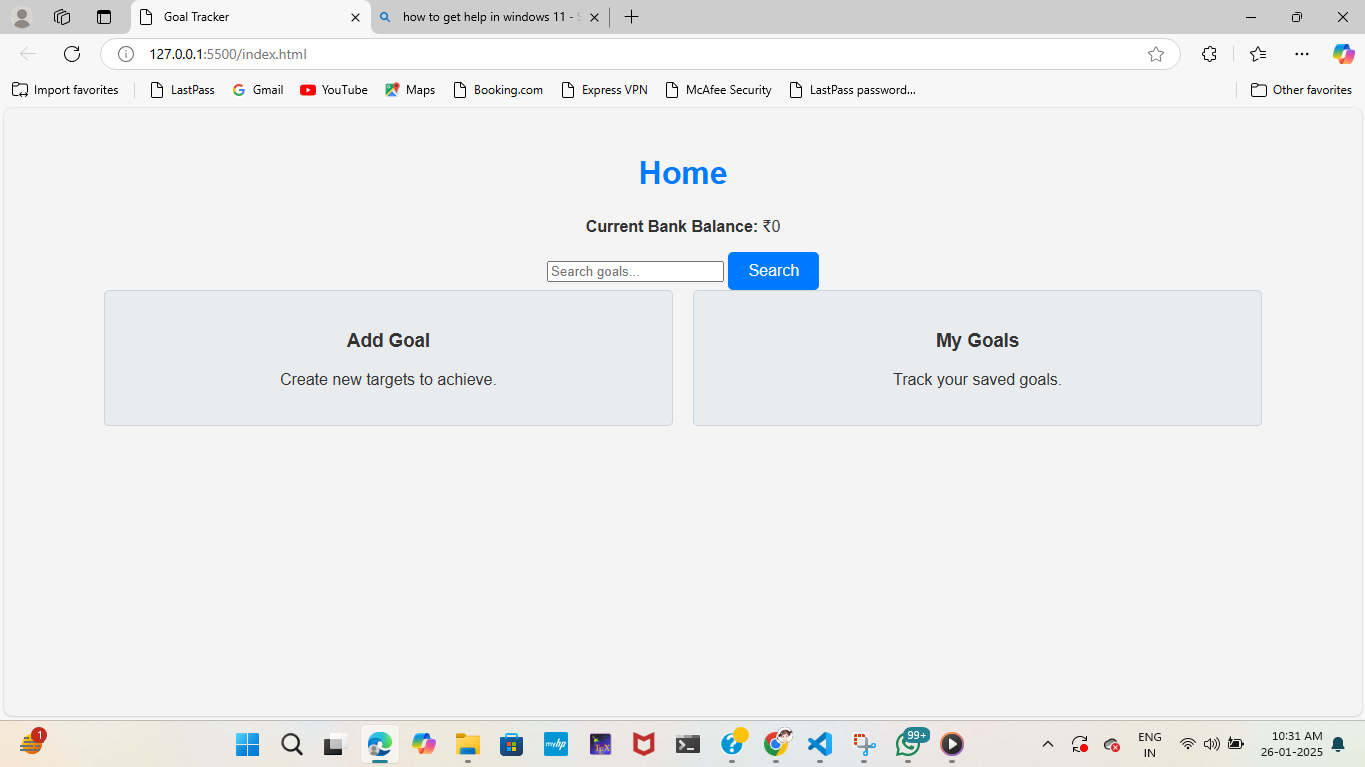 Goal Tracker
how to get help in windows 11 - S
127.0.0.1:5500/index.html
Import favorites
LastPass
Gmail
YouTube
Maps
Booking.com
Express VPN
McAfee Security
LastPass password...
Other favorites
Home
Current Bank Balance: ₹0
Search goals...
Search
Add Goal
Create new targets to achieve.
My Goals
Track your saved goals.
1
myhp
99+
ENG
IN
10:31 AM
26-01-2025